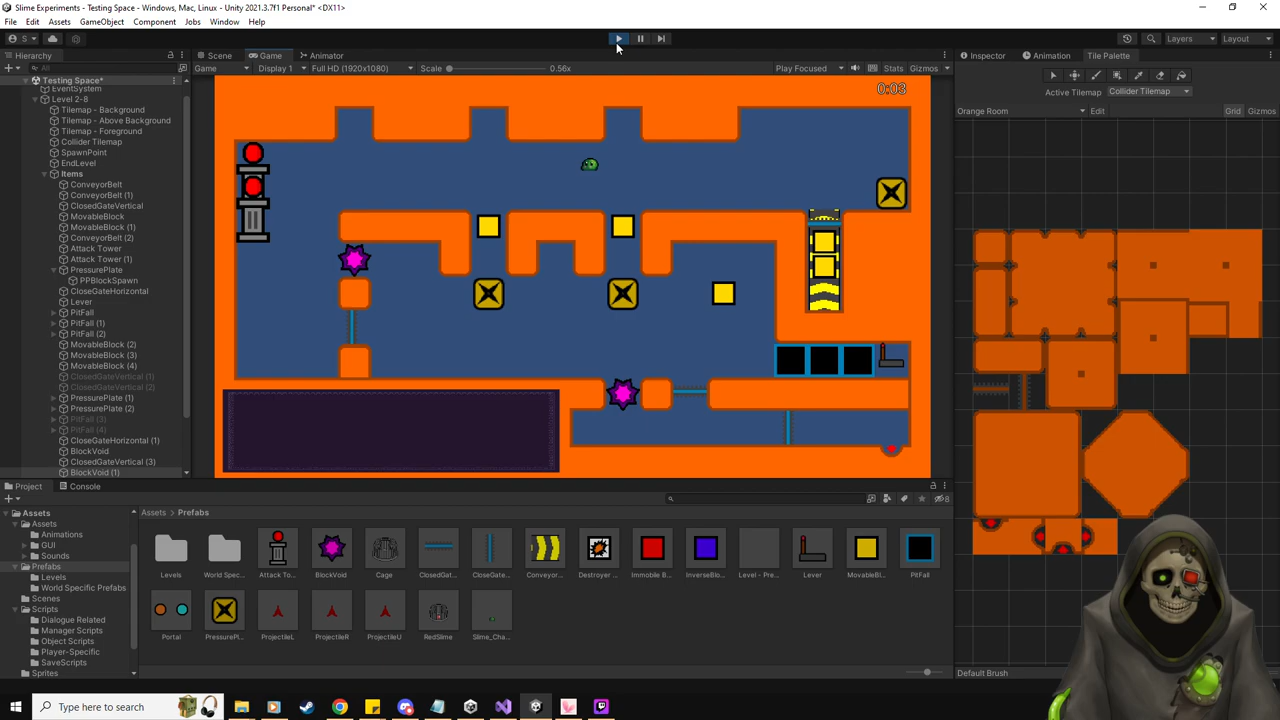 Slime Experiments - Testing Space - Windows, Mac, Linux - Unity 2021.3.7f1 Personal* <DX11>
File Edit Assets GameObject Component Jobs Window Help
S Layers Layout
Hierarchy Scene Game Animator Inspector Animation Tile Palette
All Game Display 1 Full HD (1920x1080) Scale 0.56x Play Focused Stats Gizmos
Active Tilemap Collider Tilemap
Orange Room Edit Grid Gizmos
0:03
Testing Space*
EventSystem
Level 2-8
Tilemap - Background
Tilemap - Above Background
Tilemap - Foreground
Collider Tilemap
SpawnPoint
EndLevel
Items
ConveyorBelt
ConveyorBelt (1)
ClosedGateVertical
MovableBlock
MovableBlock (1)
ConveyorBelt (2)
Attack Tower
Attack Tower (1)
PressurePlate
PPBlockSpawn
CloseGateHorizontal
Lever
PitFall
PitFall (1)
PitFall (2)
MovableBlock (2)
MovableBlock (3)
MovableBlock (4)
ClosedGateVertical (1)
ClosedGateVertical (2)
PressurePlate (1)
PressurePlate (2)
PitFall (3)
PitFall (4)
CloseGateHorizontal (1)
BlockVoid
ClosedGateVertical (3)
BlockVoid (1)
Project Console
8
Assets
Assets
Animations
GUI
Sounds
Prefabs
Levels
World Specific Prefabs
Scenes
Scripts
Dialogue Related
Manager Scripts
Object Scripts
Player-Specific
SaveScripts
Sprites
Assets Prefabs
Levels World Spec... Attack To... BlockVoid Cage ClosedGat... CloseGate... Conveyor... Destroyer ... Immobile B... InverseBlo... Level - Pre... Lever MovableBl... PitFall
Portal PressurePl... ProjectileL ProjectileR ProjectileU RedSlime Slime_Cha...
Default Brush
Type here to search